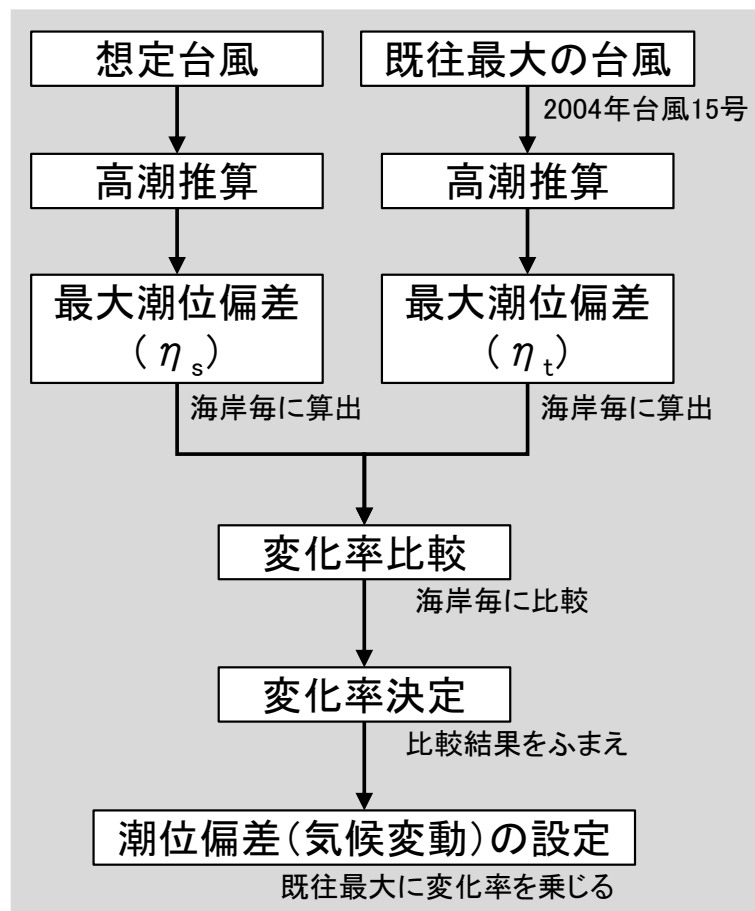 想定台風
既往最大の台風
2004年台風15号
高潮推算
高潮推算
最大潮位偏差
(ηs)
最大潮位偏差
(ηt)
海岸毎に算出
海岸毎に算出
変化率比較
海岸毎に比較
変化率決定
比較結果をふまえ
潮位偏差(気候変動)の設定
既往最大に変化率を乗じる